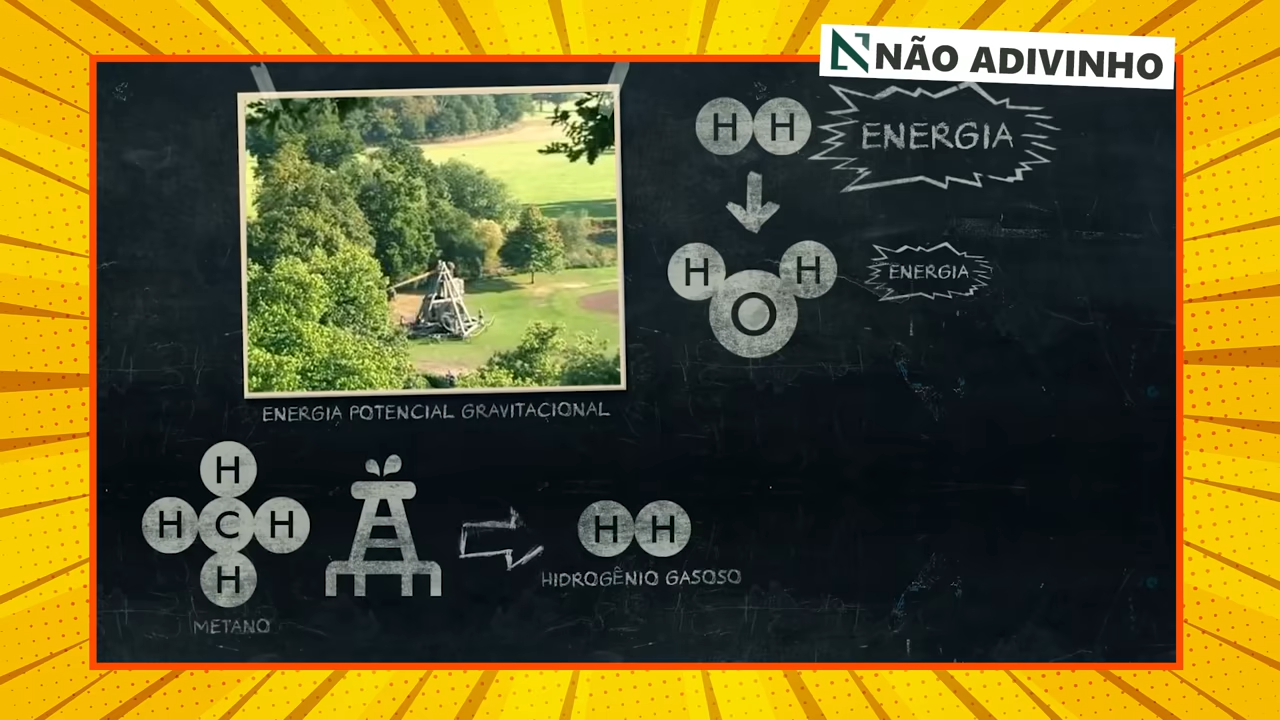 NÃO ADIVINHO
H H ENERGIA
H H ENERGIA
O
ENERGIA POTENCIAL GRAVITACIONAL
H
H C H
H
METANO
H H
HIDROGÊNIO GASOSO